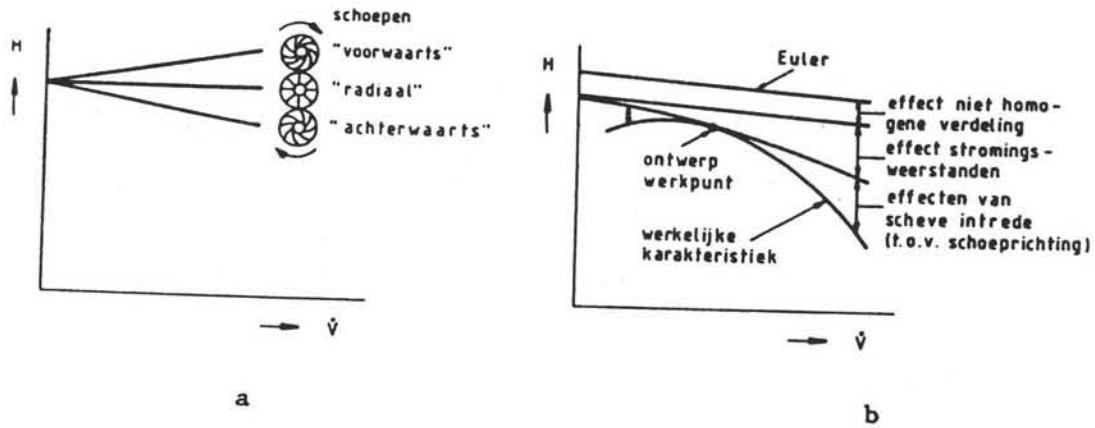 schoepen
H
"voorwaarts"
"radiaal"
"achterwaarts"
V̇
a
H
Euler
effect niet homo-
gene verdeling
effect stromings-
weerstanden
effecten van
scheve intrede
(t.o.v. schoeprichting)
ontwerp
werkpunt
werkelijke
karakteristiek
V̇
b